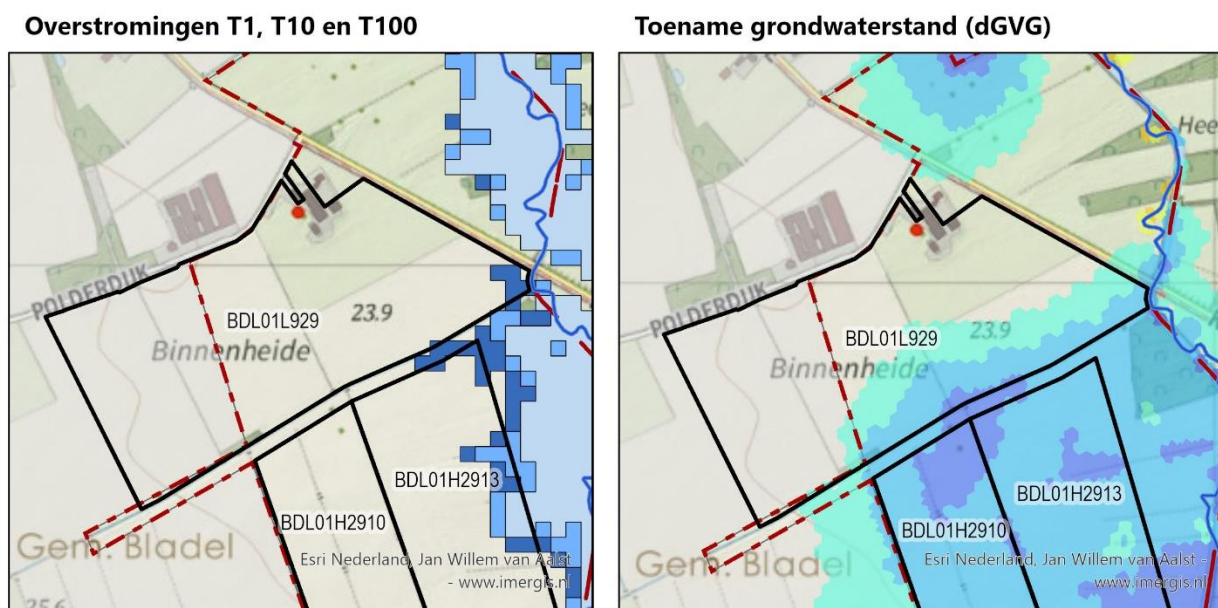 Overstromingen T1, T10 en T100
POLDERDIJK
BDL01L929
23.9
Binnenheide
BDL01H2913
BDL01H2910
Gem. Bladel
Esri Nederland, Jan Willem van Aalst
- www.imergis.nl
25.6
Toename grondwaterstand (dGVG)
Hee
POLDERDIJK
BDL01L929
23.9
Binnenheide
BDL01H2913
BDL01H2910
Gem. Bladel
Esri Nederland, Jan Willem van Aalst -
www.imergis.nl